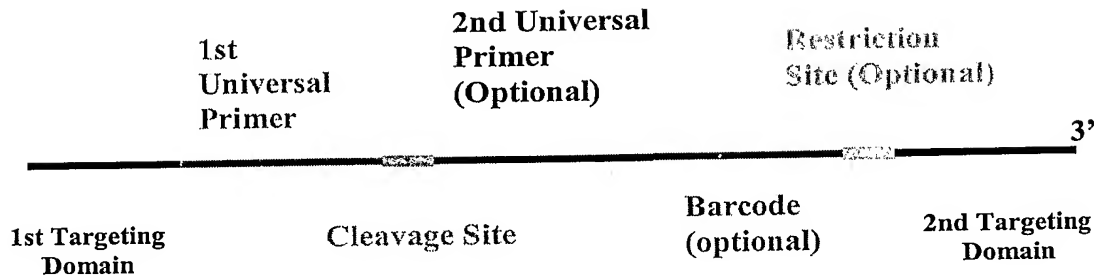 1st
Universal
Primer
2nd Universal
Primer
(Optional)
Restriction
Site (Optional)
3'
1st Targeting
Domain
Cleavage Site
Barcode
(optional)
2nd Targeting
Domain